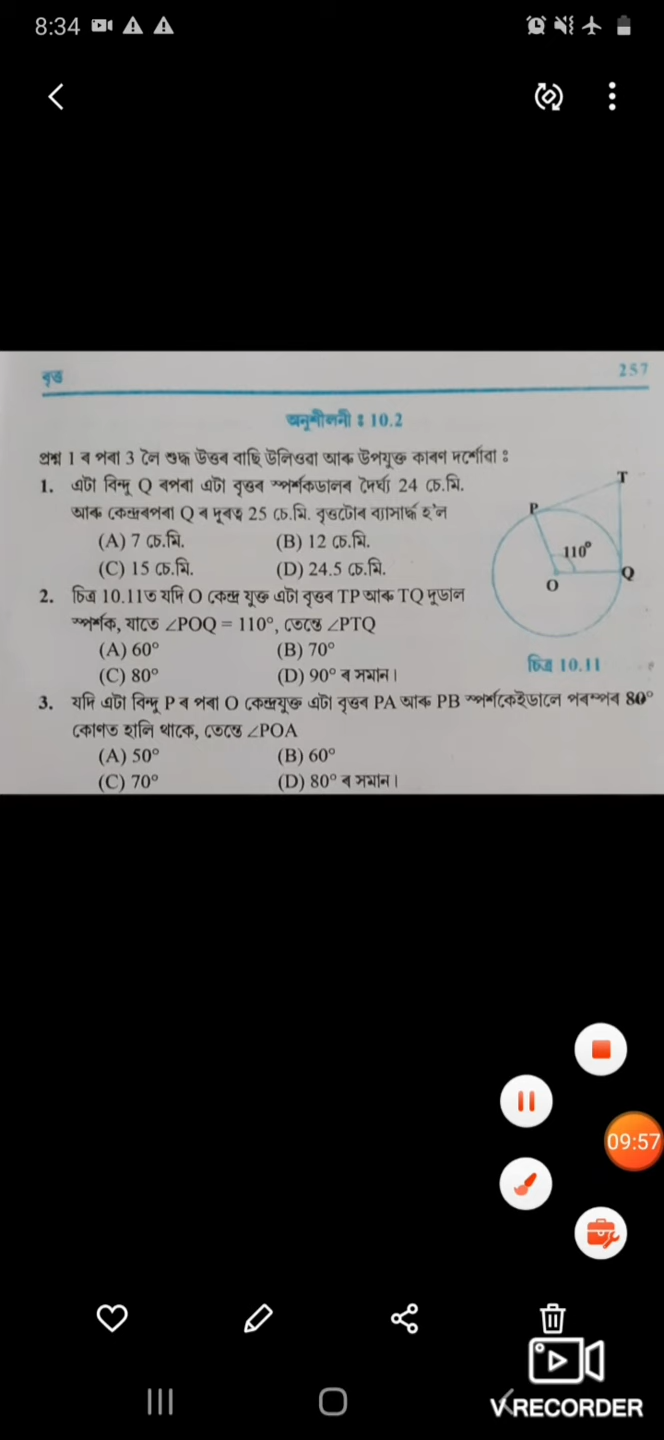 8:34
বৃত্ত
257
অনুশীলনী ঃ 10.2
প্ৰশ্ন 1 ৰ পৰা 3 লৈ শুদ্ধ উত্তৰ বাছি উলিওৱা আৰু উপযুক্ত কাৰণ দৰ্শোৱা ঃ
1. এটা বিন্দু Q ৰপৰা এটা বৃত্তৰ স্পৰ্শকডালৰ দৈৰ্ঘ্য 24 চে.মি.
আৰু কেন্দ্ৰৰপৰা Q ৰ দূৰত্ব 25 চে.মি. বৃত্তটোৰ ব্যাসাৰ্দ্ধ হ'ল
(A) 7 চে.মি. (B) 12 চে.মি.
(C) 15 চে.মি. (D) 24.5 চে.মি.
T
P
110°
O
Q
চিত্ৰ 10.11
2. চিত্ৰ 10.11ত যদি O কেন্দ্ৰ যুক্ত এটা বৃত্তৰ TP আৰু TQ দুডাল
স্পৰ্শক, যাতে ∠POQ = 110°, তেন্তে ∠PTQ
(A) 60° (B) 70°
(C) 80° (D) 90° ৰ সমান।
3. যদি এটা বিন্দু P ৰ পৰা O কেন্দ্ৰযুক্ত এটা বৃত্তৰ PA আৰু PB স্পৰ্শকেইডালে পৰস্পৰ 80°
কোণত হালি থাকে, তেন্তে ∠POA
(A) 50° (B) 60°
(C) 70° (D) 80° ৰ সমান।
09:57
V RECORDER